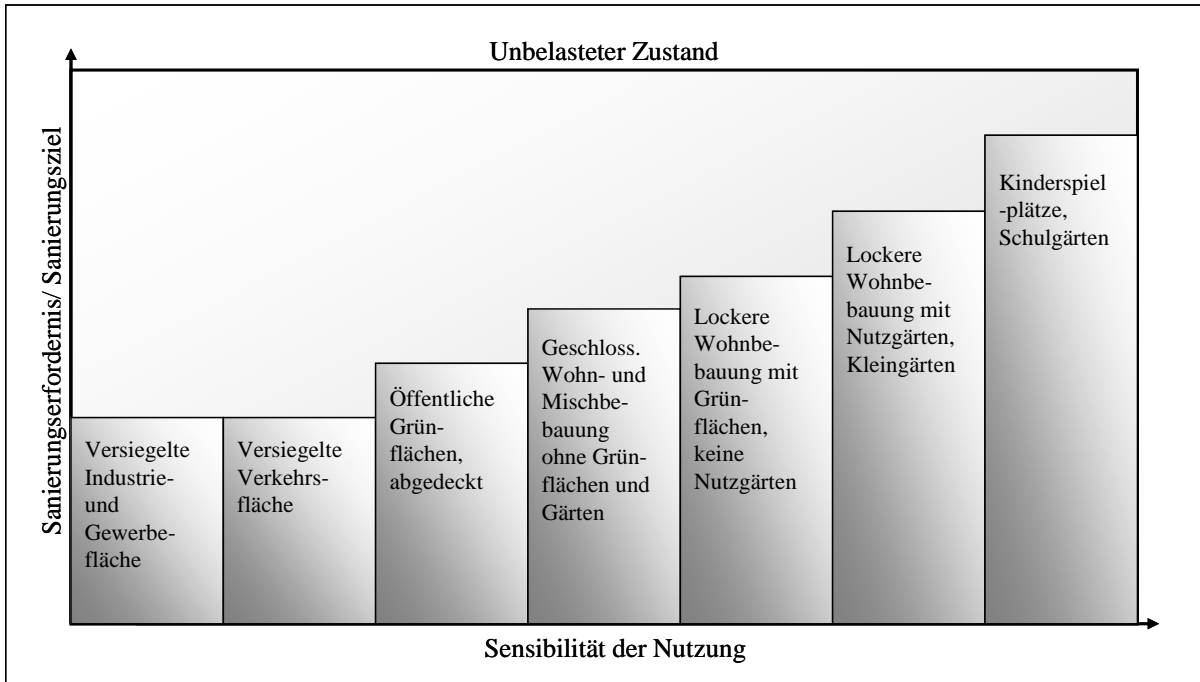 Unbelasteter Zustand
Sanierungserfordernis/ Sanierungsziel
Versiegelte
Industrie-
und
Gewerbe-
fläche
Versiegelte
Verkehrs-
fläche
Öffentliche
Grün-
flächen,
abgedeckt
Geschloss.
Wohn- und
Mischbe-
bauung
ohne Grün-
flächen und
Gärten
Lockere
Wohnbe-
bauung mit
Grün-
flächen,
keine
Nutzgärten
Lockere
Wohnbe-
bauung mit
Nutzgärten,
Kleingärten
Kinderspiel
-plätze,
Schulgärten
Sensibilität der Nutzung